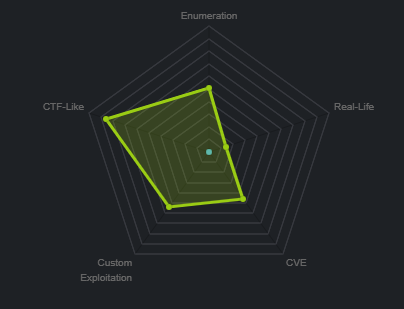 Enumeration
CTF-Like
Real-Life
Custom
Exploitation
CVE